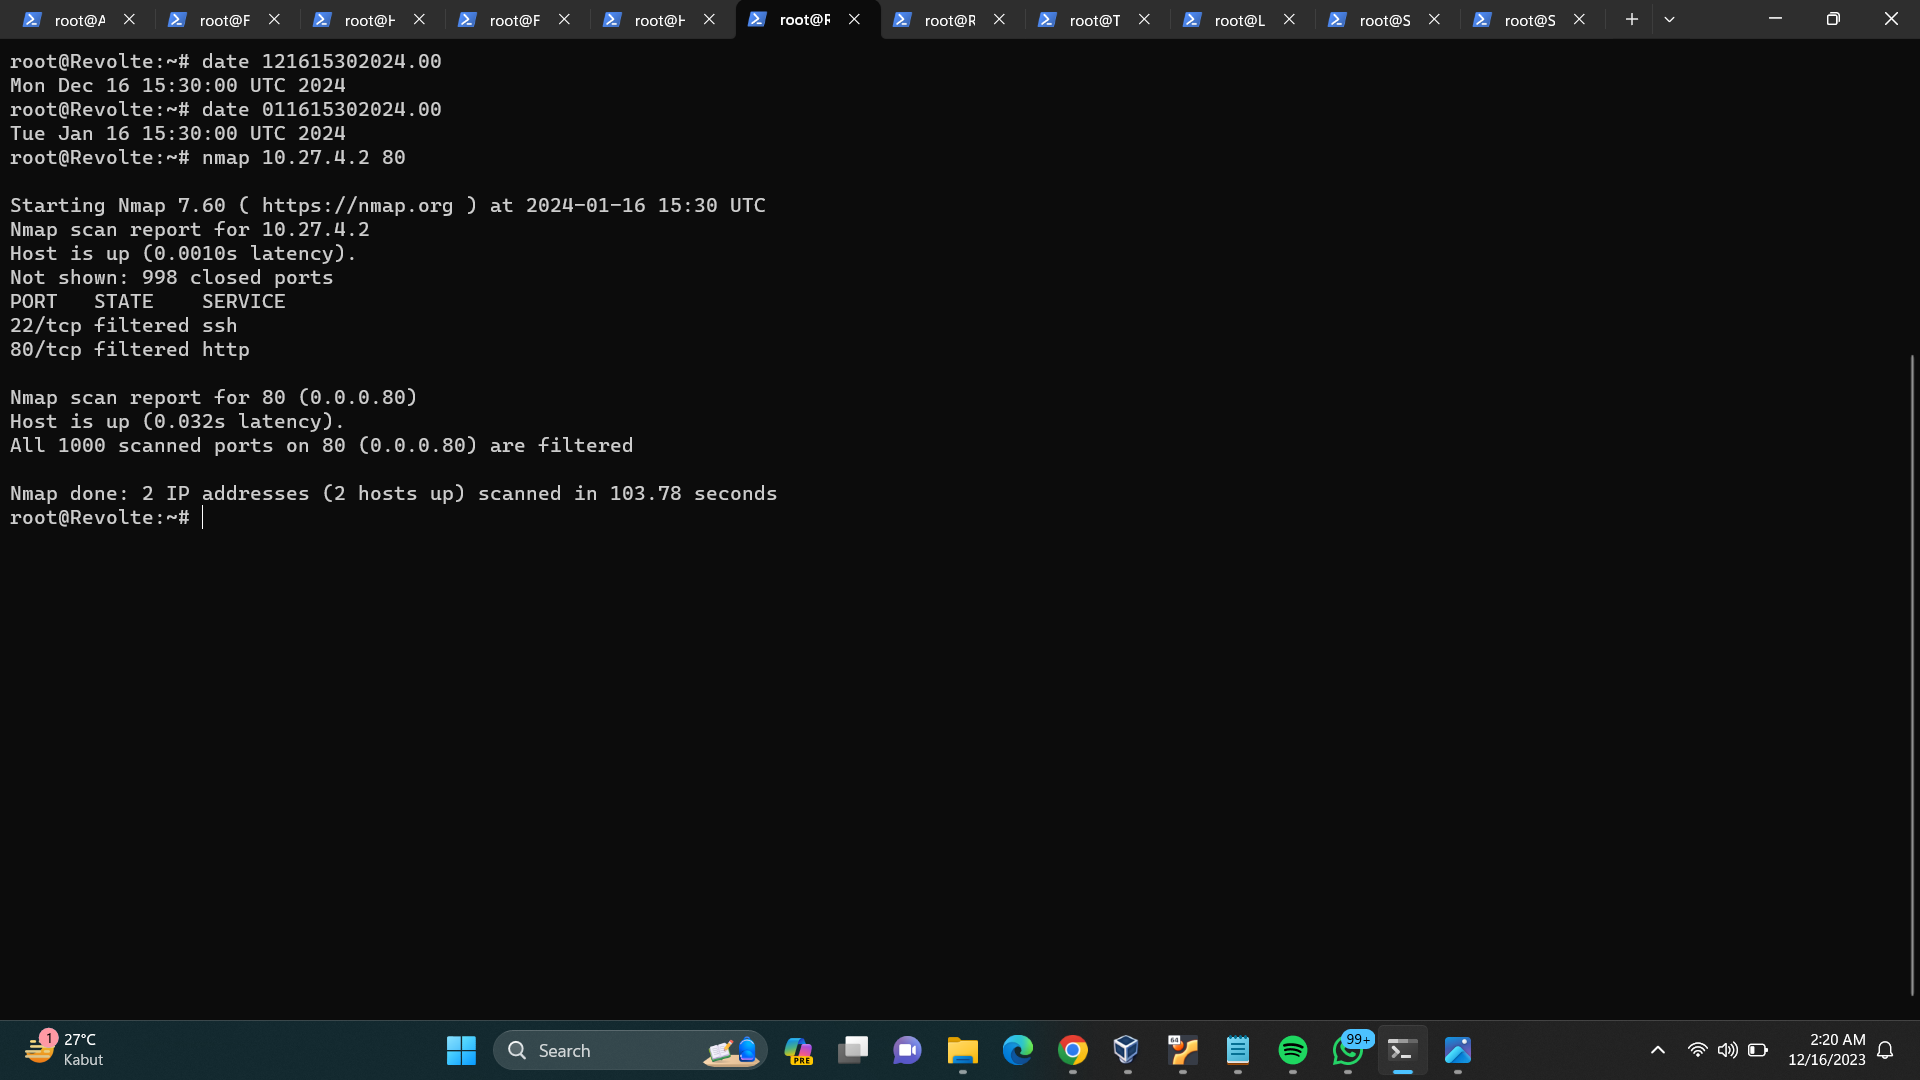 root@A
root@F
root@H
root@F
root@H
root@R
root@R
root@T
root@L
root@S
root@S
root@Revolte:~# date 121615302024.00
Mon Dec 16 15:30:00 UTC 2024
root@Revolte:~# date 011615302024.00
Tue Jan 16 15:30:00 UTC 2024
root@Revolte:~# nmap 10.27.4.2 80
Starting Nmap 7.60 ( https://nmap.org ) at 2024-01-16 15:30 UTC
Nmap scan report for 10.27.4.2
Host is up (0.0010s latency).
Not shown: 998 closed ports
PORT   STATE    SERVICE
22/tcp filtered ssh
80/tcp filtered http
Nmap scan report for 80 (0.0.0.80)
Host is up (0.032s latency).
All 1000 scanned ports on 80 (0.0.0.80) are filtered
Nmap done: 2 IP addresses (2 hosts up) scanned in 103.78 seconds
root@Revolte:~#
1
27°C
Kabut
Search
PRE
64
99+
2:20 AM
12/16/2023